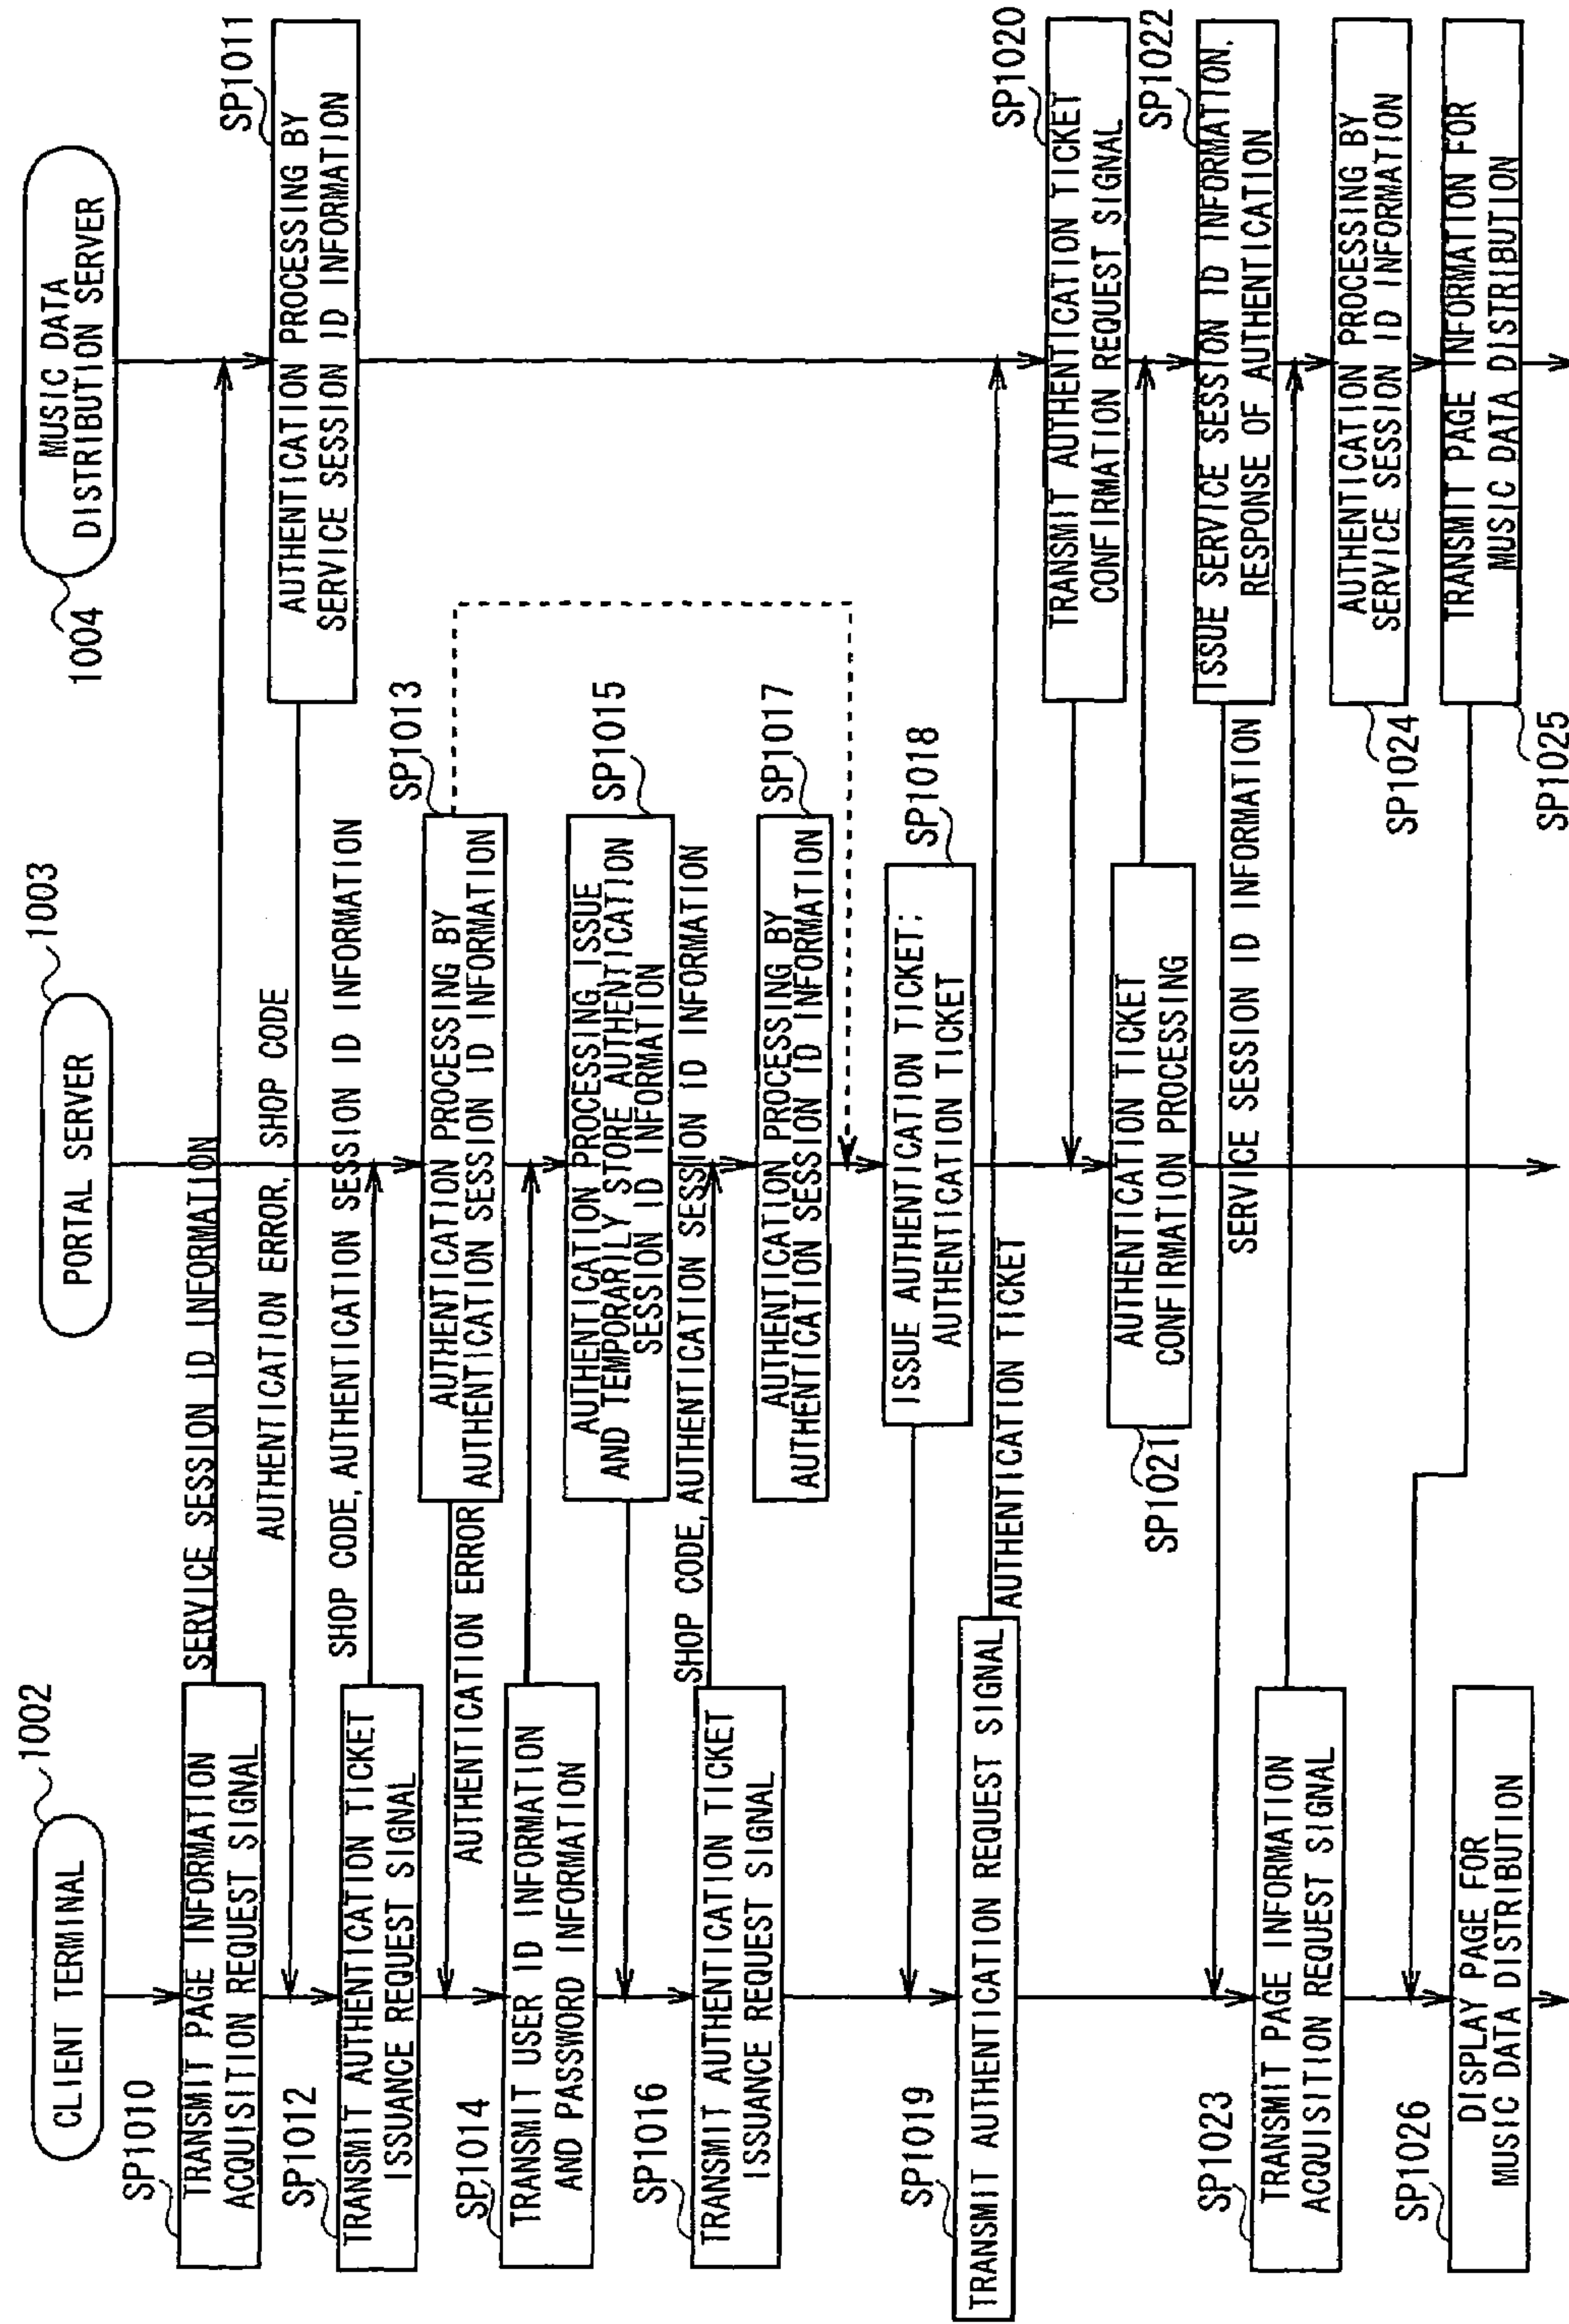 CLIENT TERMINAL
1002
PORTAL SERVER
1003
MUSIC DATA
DISTRIBUTION SERVER
1004
SP1010
TRANSMIT PAGE INFORMATION
ACQUISITION REQUEST SIGNAL
SERVICE SESSION ID INFORMATION
SP1011
AUTHENTICATION PROCESSING BY
SERVICE SESSION ID INFORMATION
AUTHENTICATION ERROR, SHOP CODE
SP1012
TRANSMIT AUTHENTICATION TICKET
ISSUANCE REQUEST SIGNAL
SHOP CODE, AUTHENTICATION SESSION ID INFORMATION
SP1013
AUTHENTICATION PROCESSING BY
AUTHENTICATION SESSION ID INFORMATION
AUTHENTICATION ERROR
SP1014
TRANSMIT USER ID INFORMATION
AND PASSWORD INFORMATION
SP1015
AUTHENTICATION PROCESSING, ISSUE
AND TEMPORARILY STORE AUTHENTICATION
SESSION ID INFORMATION
SP1016
TRANSMIT AUTHENTICATION TICKET
ISSUANCE REQUEST SIGNAL
SHOP CODE, AUTHENTICATION SESSION ID INFORMATION
SP1017
AUTHENTICATION PROCESSING BY
AUTHENTICATION SESSION ID INFORMATION
SP1018
ISSUE AUTHENTICATION TICKET;
AUTHENTICATION TICKET
SP1019
TRANSMIT AUTHENTICATION REQUEST SIGNAL
AUTHENTICATION TICKET
SP1020
TRANSMIT AUTHENTICATION TICKET
CONFIRMATION REQUEST SIGNAL
SP1021
AUTHENTICATION TICKET
CONFIRMATION PROCESSING
SP1022
ISSUE SERVICE SESSION ID INFORMATION,
RESPONSE OF AUTHENTICATION
SERVICE SESSION ID INFORMATION
SP1023
TRANSMIT PAGE INFORMATION
ACQUISITION REQUEST SIGNAL
SP1024
AUTHENTICATION PROCESSING BY
SERVICE SESSION ID INFORMATION
SP1025
TRANSMIT PAGE INFORMATION FOR
MUSIC DATA DISTRIBUTION
SP1026
DISPLAY PAGE FOR
MUSIC DATA DISTRIBUTION